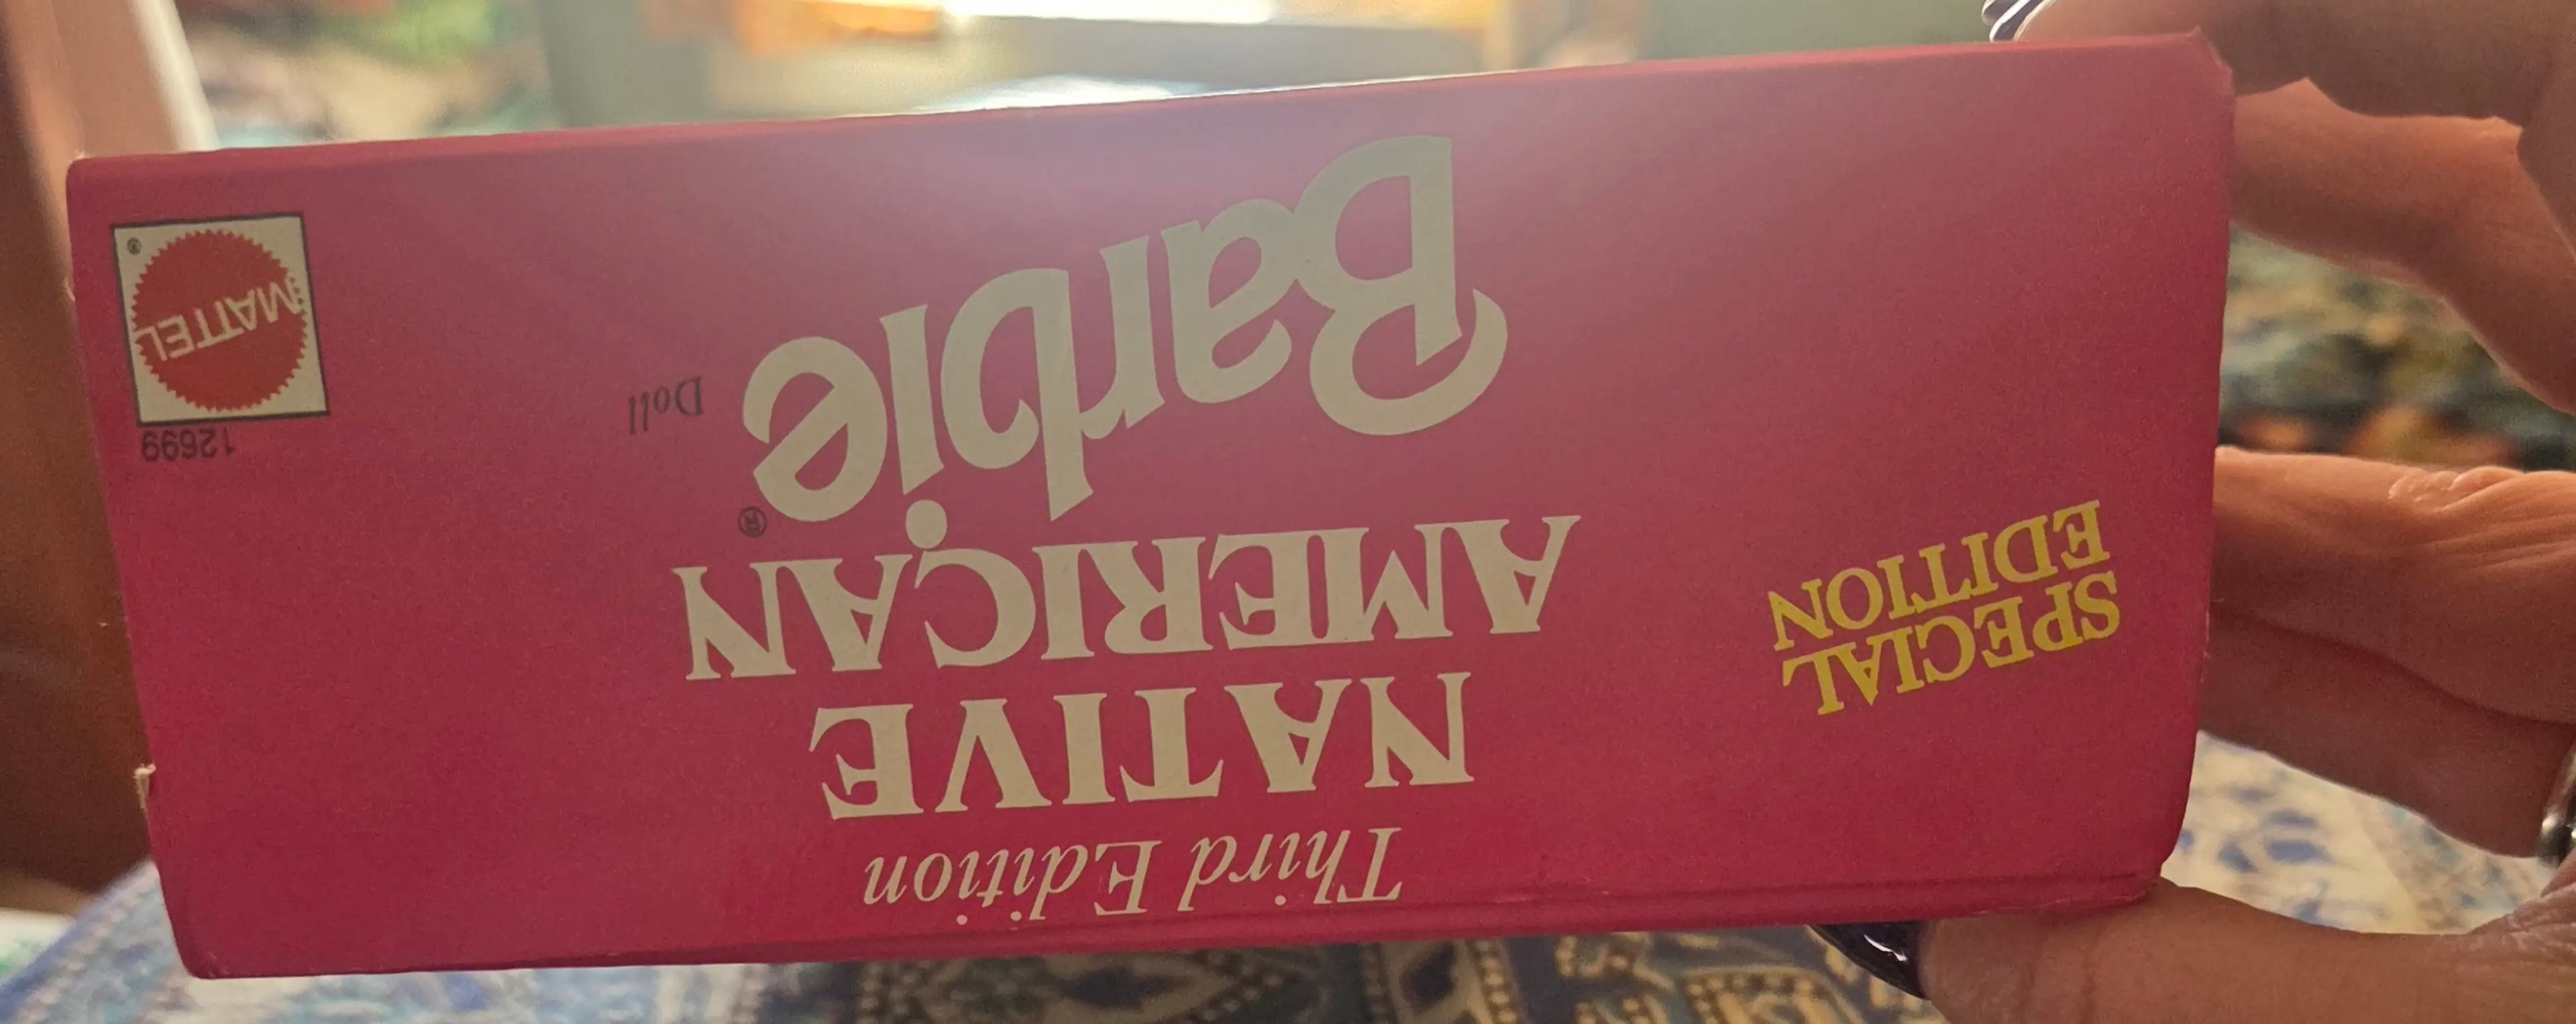 Third Edition
NATIVE
AMERICAN
Barbie®
Doll
SPECIAL
EDITION
12699
MATTEL®